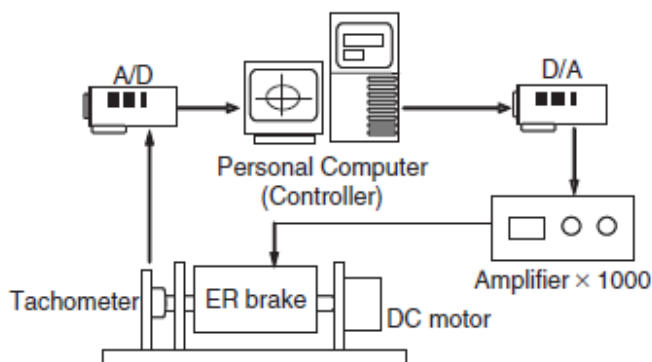 A/D
D/A
Personal Computer
(Controller)
Amplifier × 1000
Tachometer
ER brake
DC motor